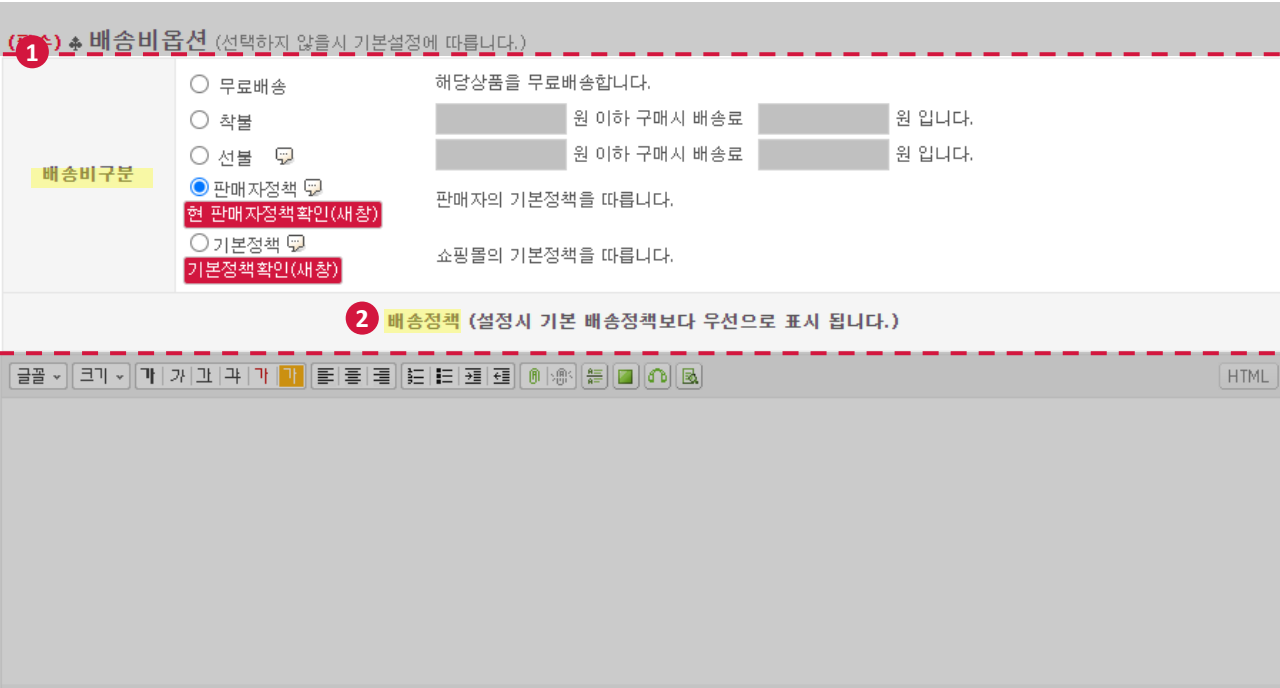 ♣ 배송비옵션 (선택하지 않을시 기본설정에 따릅니다.)
1
배송비구분
무료배송 해당상품을 무료배송합니다.
착불 원 이하 구매시 배송료 원 입니다.
선불 원 이하 구매시 배송료 원 입니다.
판매자정책 판매자의 기본정책을 따릅니다.
현 판매자정책확인(새창)
기본정책 쇼핑몰의 기본정책을 따릅니다.
기본정책확인(새창)
2 배송정책 (설정시 기본 배송정책보다 우선으로 표시 됩니다.)
글꼴 크기 가 가 가 가 가 가 HTML